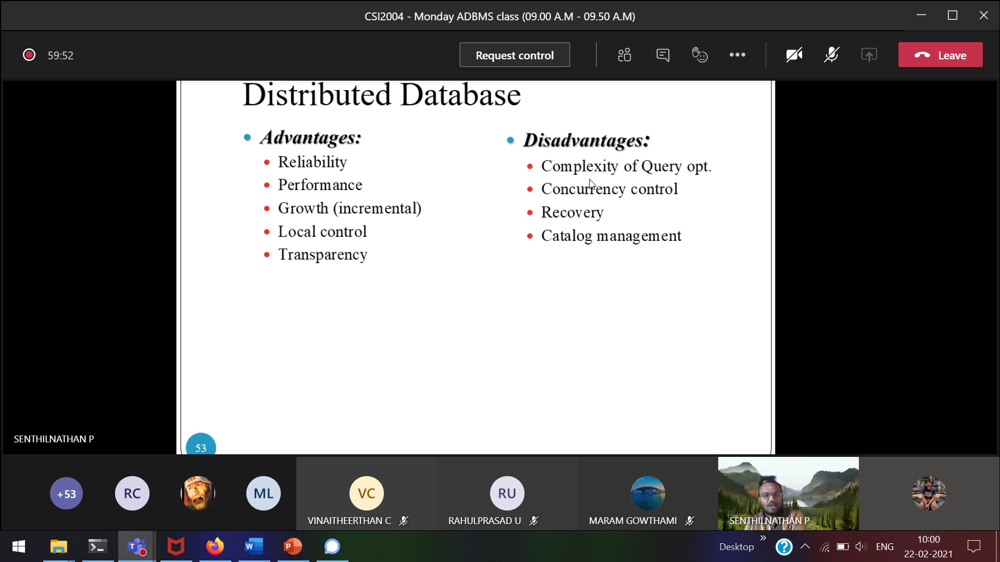 CSI2004 - Monday ADBMS class (09.00 A.M - 09.50 A.M)
59:52
Request control
Leave
Distributed Database
Advantages:
Reliability
Performance
Growth (incremental)
Local control
Transparency
Disadvantages:
Complexity of Query opt.
Concurrency control
Recovery
Catalog management
53
SENTHILNATHAN P
+53
RC
ML
VC
VINAITHEERTHAN C
RU
RAHULPRASAD U
MARAM GOWTHAMI
SENTHILNATHAN P
T
W
P
Desktop
»
?
ENG
10:00
22-02-2021